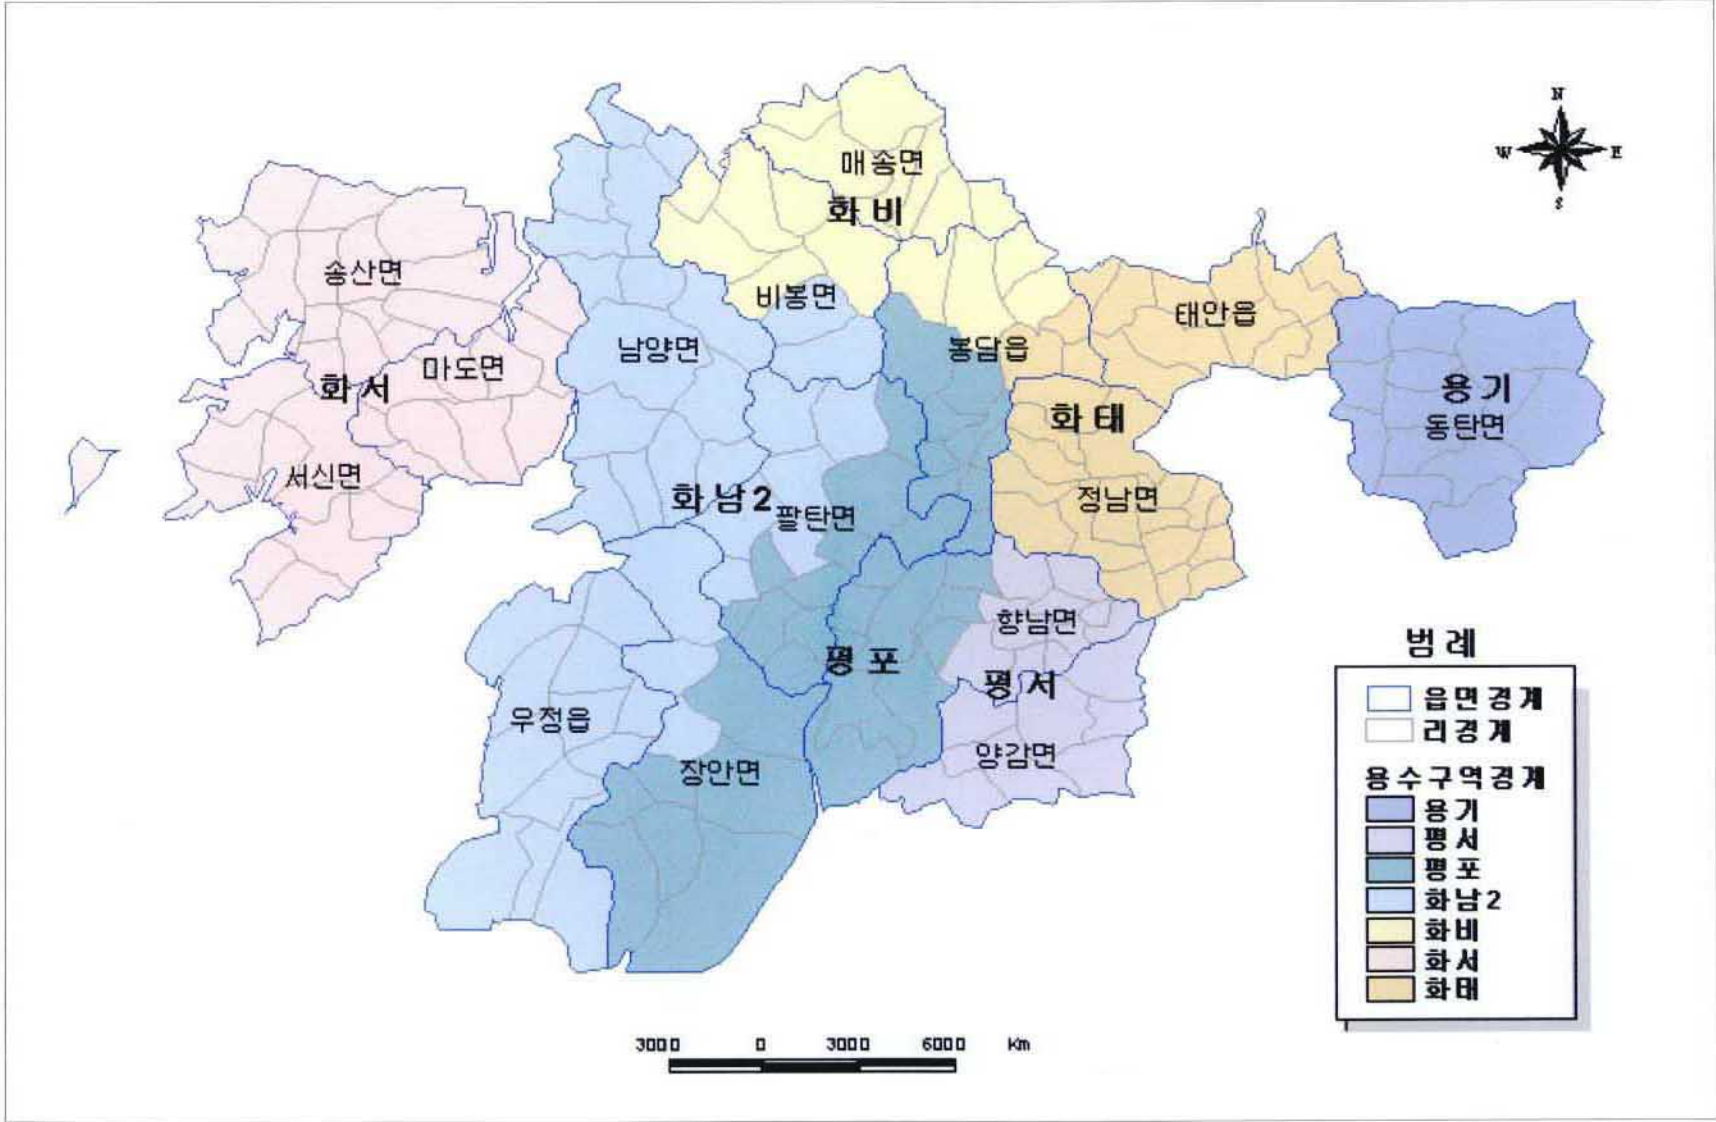 N
W E
S
매송면
화비
송산면
비봉면
태안읍
남양면
봉담읍
마도면
화서
용기
화태
동탄면
서신면
화남2
팔탄면
정남면
향남면
평포
평서
우정읍
양감면
장안면
범례
읍면경계
리경계
용수구역경계
용기
평서
평포
화남2
화비
화서
화태
3000 0 3000 6000 Km